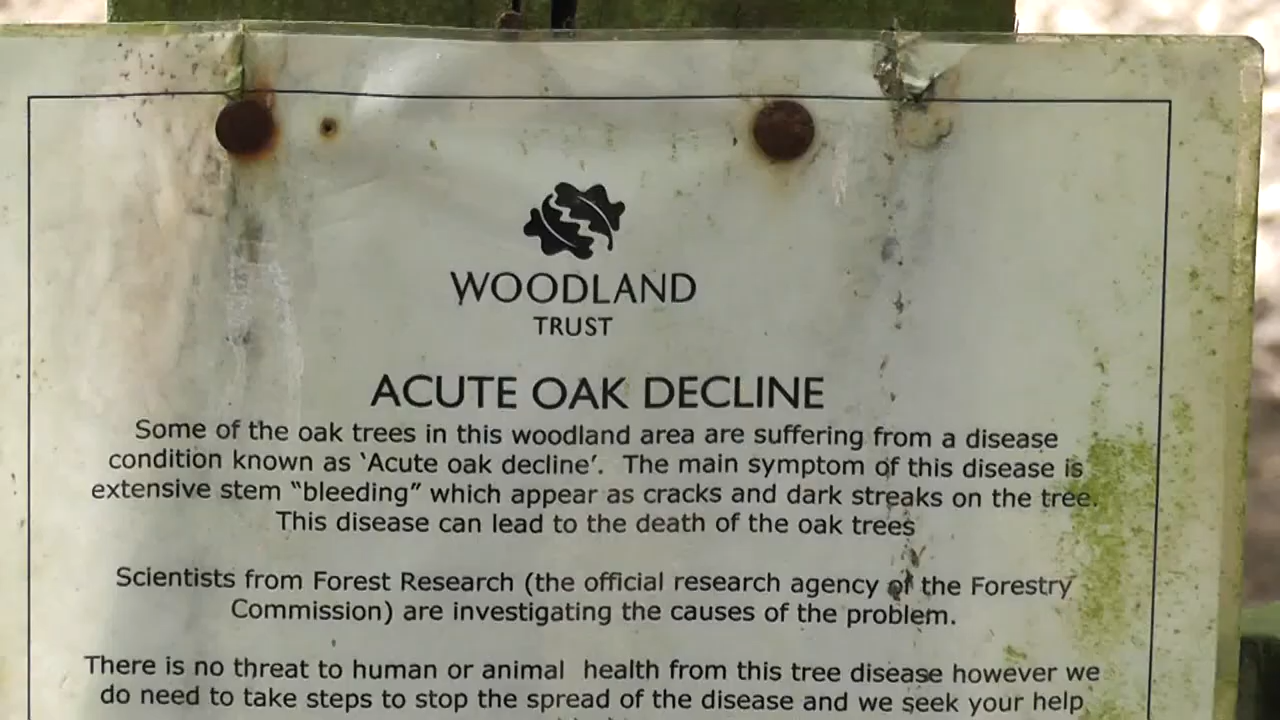 WOODLAND
TRUST
ACUTE OAK DECLINE
Some of the oak trees in this woodland area are suffering from a disease
condition known as ‘Acute oak decline’.  The main symptom of this disease is
extensive stem “bleeding” which appear as cracks and dark streaks on the tree.
This disease can lead to the death of the oak trees
Scientists from Forest Research (the official research agency of the Forestry
Commission) are investigating the causes of the problem.
There is no threat to human or animal  health from this tree disease however we
do need to take steps to stop the spread of the disease and we seek your help